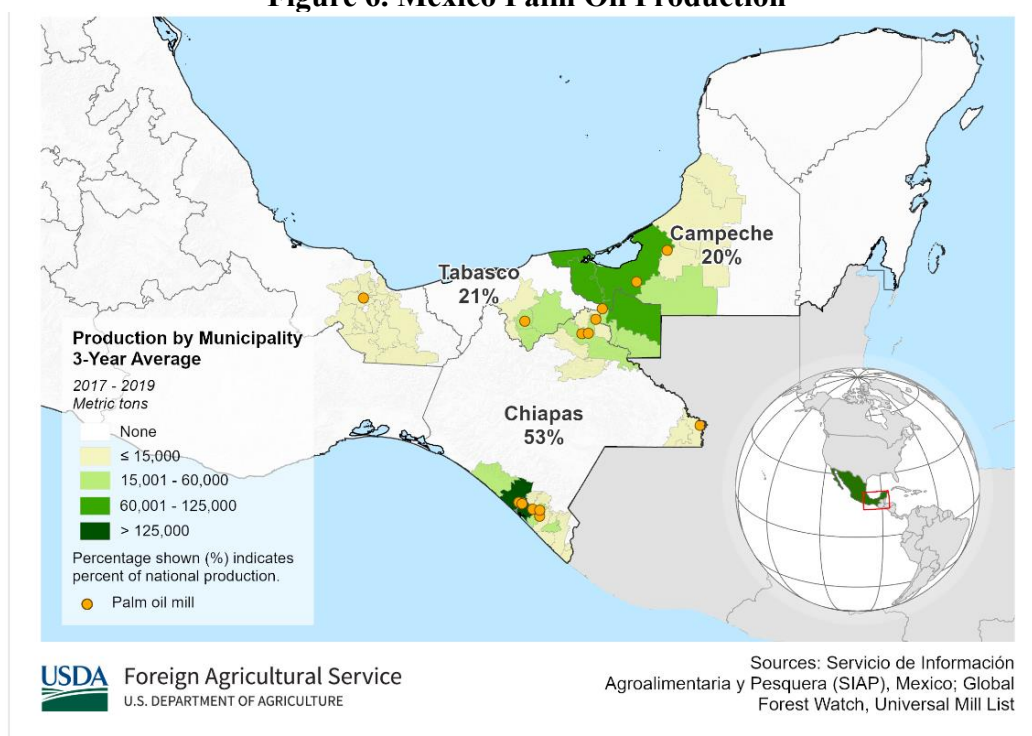 Figure 6. Mexico Palm Oil Production
Campeche
20%
Tabasco
21%
Chiapas
53%
Production by Municipality
3-Year Average
2017 - 2019
Metric tons
None
≤ 15,000
15,001 - 60,000
60,001 - 125,000
> 125,000
Percentage shown (%) indicates
percent of national production.
Palm oil mill
USDA
Foreign Agricultural Service
U.S. DEPARTMENT OF AGRICULTURE
Sources: Servicio de Información
Agroalimentaria y Pesquera (SIAP), Mexico; Global
Forest Watch, Universal Mill List